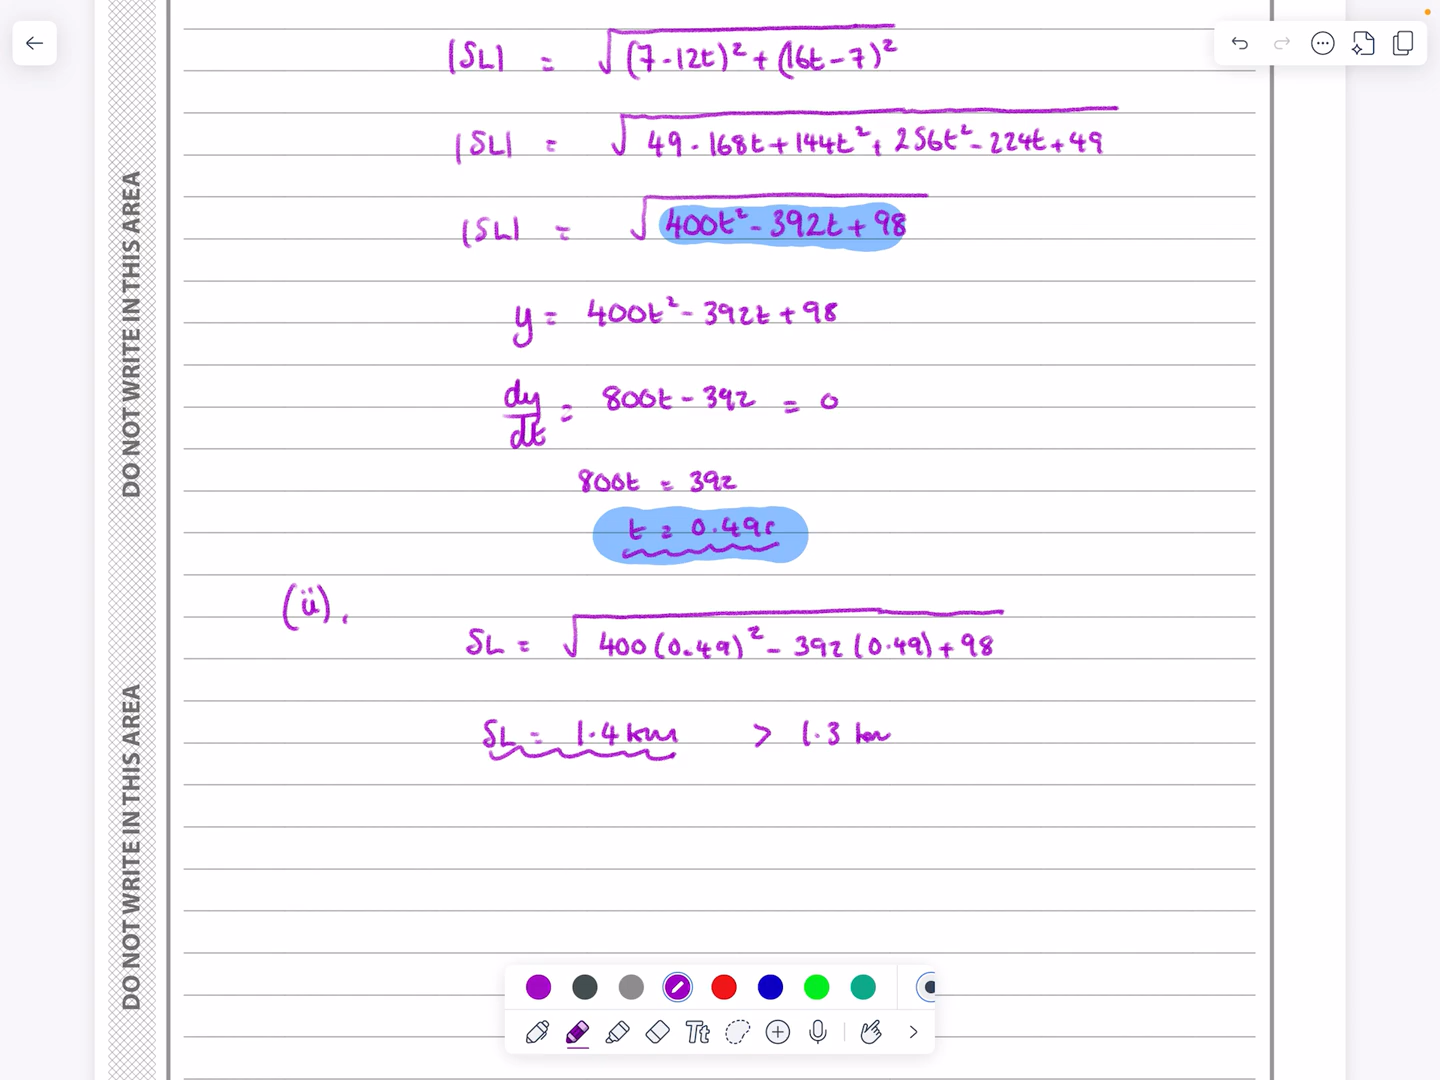 |SL| = √(7-12t)² + (16t-7)²
|SL| = √49-168t+144t²+256t²-224t+49
|SL| = √400t²-392t+98
y = 400t²-392t+98
dy/dt = 800t-392 = 0
800t = 392
t = 0.49
(ii).
SL = √400(0.49)²-392(0.49)+98
SL = 1.4km > 1.3 km
DO NOT WRITE IN THIS AREA
DO NOT WRITE IN THIS AREA
Tt